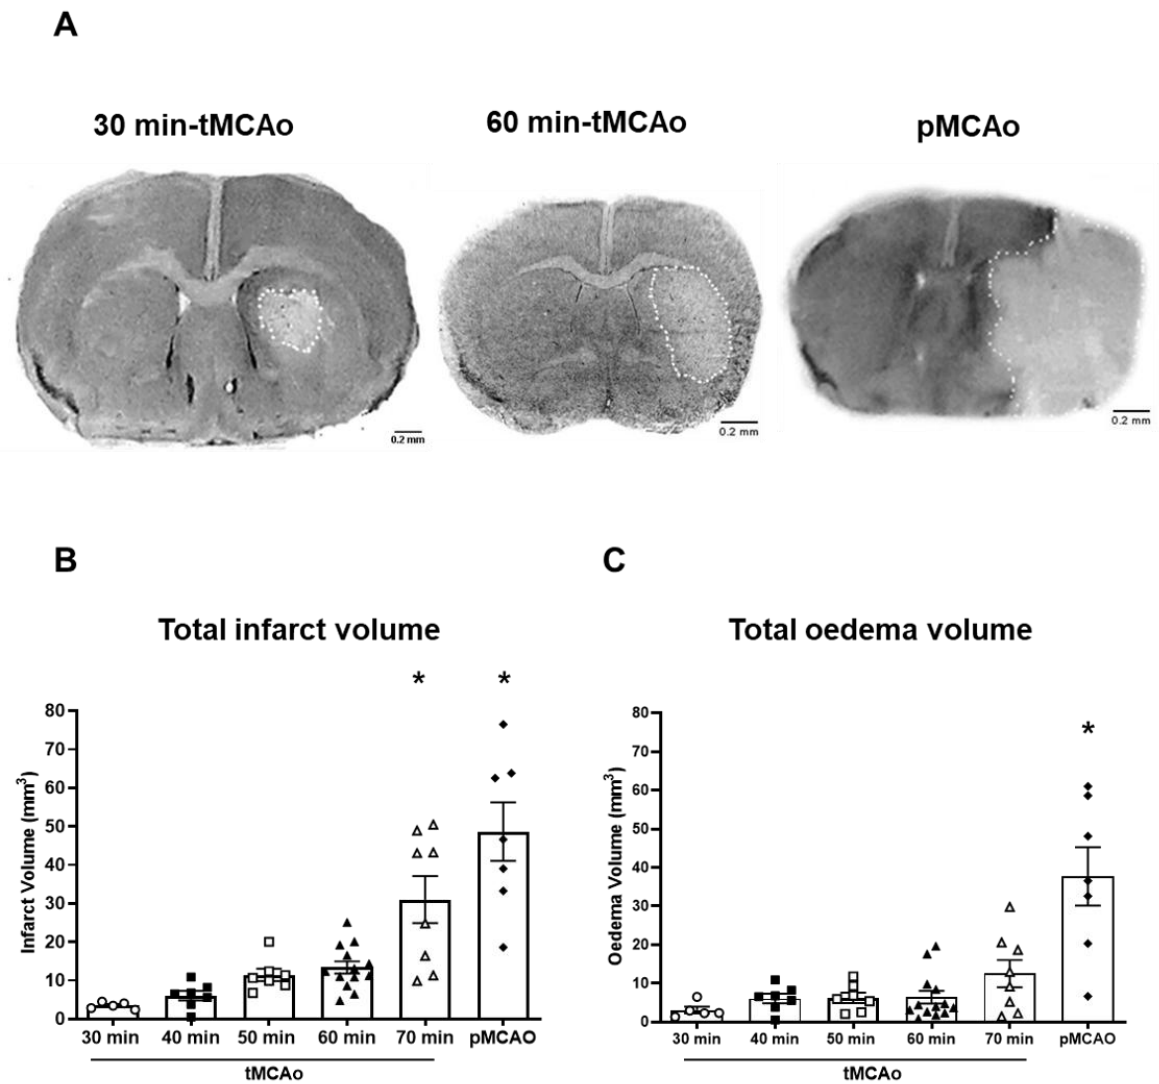 A
30 min-tMCAo
60 min-tMCAo
pMCAo
0.2 mm
0.2 mm
0.2 mm
B
Total infarct volume
* *
Infarct Volume (mm³)
80
70
60
50
40
30
20
10
0
30 min 40 min 50 min 60 min 70 min pMCAO
tMCAo
C
Total oedema volume
*
Oedema Volume (mm³)
80
70
60
50
40
30
20
10
0
30 min 40 min 50 min 60 min 70 min pMCAO
tMCAo